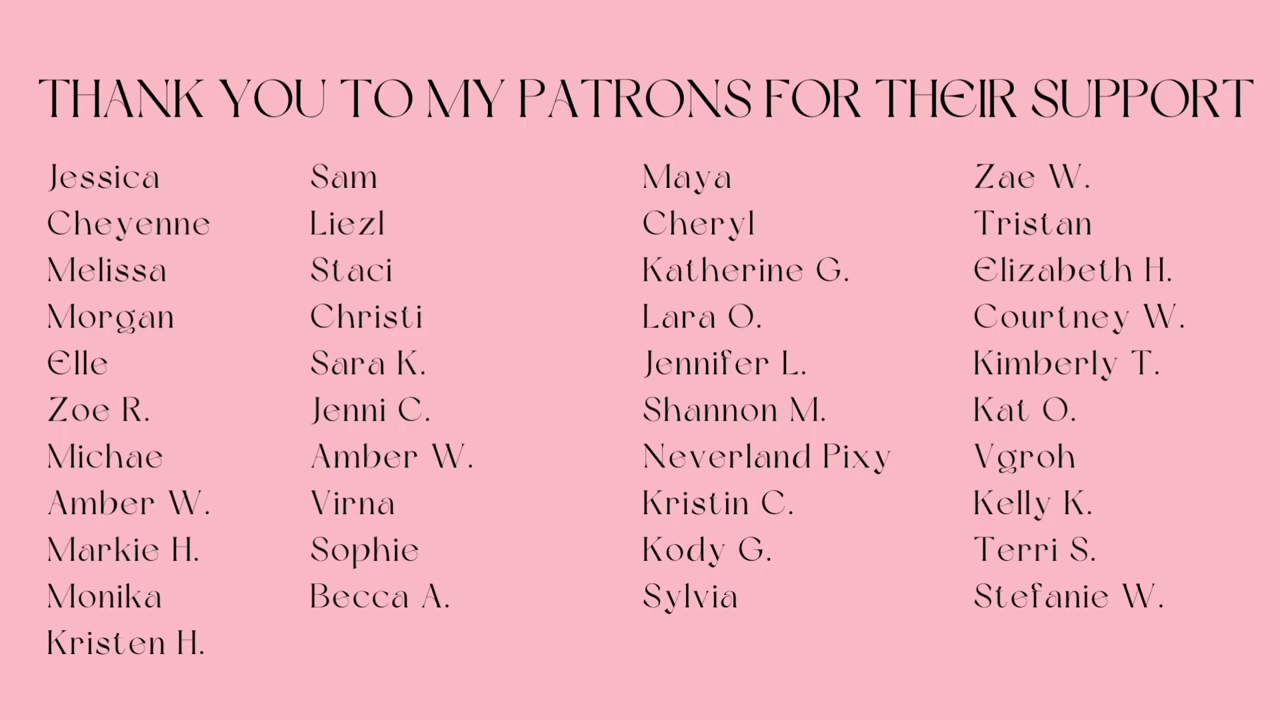 THANK YOU TO MY PATRONS FOR THEIR SUPPORT
Jessica
Cheyenne
Melissa
Morgan
Elle
Zoe R.
Michae
Amber W.
Markie H.
Monika
Kristen H.
Sam
Liezl
Staci
Christi
Sara K.
Jenni C.
Amber W.
Virna
Sophie
Becca A.
Maya
Cheryl
Katherine G.
Lara O.
Jennifer L.
Shannon M.
Neverland Pixy
Kristin C.
Kody G.
Sylvia
Zae W.
Tristan
Elizabeth H.
Courtney W.
Kimberly T.
Kat O.
Vgroh
Kelly K.
Terri S.
Stefanie W.